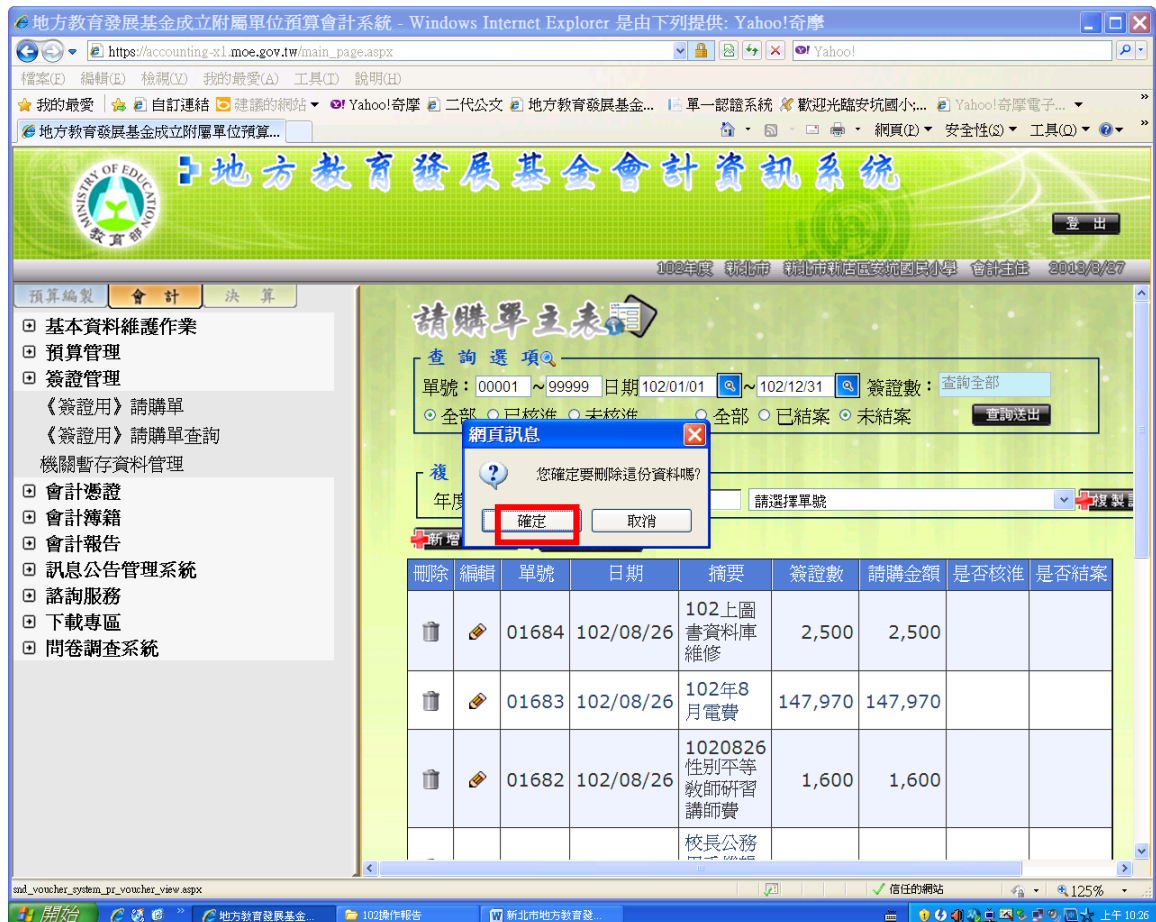 地方教育發展基金成立附屬單位預算會計系統 - Windows Internet Explorer 是由下列提供: Yahoo!奇摩
https://accounting-x1.moe.gov.tw/main_page.aspx
Yahoo!
檔案(F) 編輯(E) 檢視(V) 我的最愛(A) 工具(T) 說明(H)
我的最愛 自訂連結 建議的網站 Yahoo!奇摩 二代公文 地方教育發展基金... 單一認證系統 歡迎光臨安坑國小;... Yahoo!奇摩電子...
地方教育發展基金成立附屬單位預算...
網頁(P) 安全性(S) 工具(O)
MINISTRY OF EDUCATION
教育部
地方教育發展基金會計資訊系統
登 出
102年度 新北市 新北市新店區安坑國民小學 會計主任 2013/8/27
預算編製 會 計 決 算
基本資料維護作業
預算管理
簽證管理
《簽證用》請購單
《簽證用》請購單查詢
機關暫存資料管理
會計憑證
會計簿籍
會計報告
訊息公告管理系統
諮詢服務
下載專區
問卷調查系統
請購單主表
查 詢 選 項
單號：00001 ~99999 日期102/01/01 ~102/12/31 簽證數：查詢全部
全部 已核准 未核准 全部 已結案 未結案 查詢送出
網頁訊息
您確定要刪除這份資料嗎?
確定 取消
複
年度
請選擇單號
複製
新增
刪除 編輯 單號 日期 摘要 簽證數 請購金額 是否核准 是否結案
01684 102/08/26 102上圖書資料庫維修 2,500 2,500
01683 102/08/26 102年8月電費 147,970 147,970
01682 102/08/26 1020826性別平等教師研習講師費 1,600 1,600
校長公務
snd_voucher_system_pr_voucher_view.aspx
信任的網站
125%
開始
地方教育發展基金...
102操作報告
新北市地方教育發...
上午 10:26